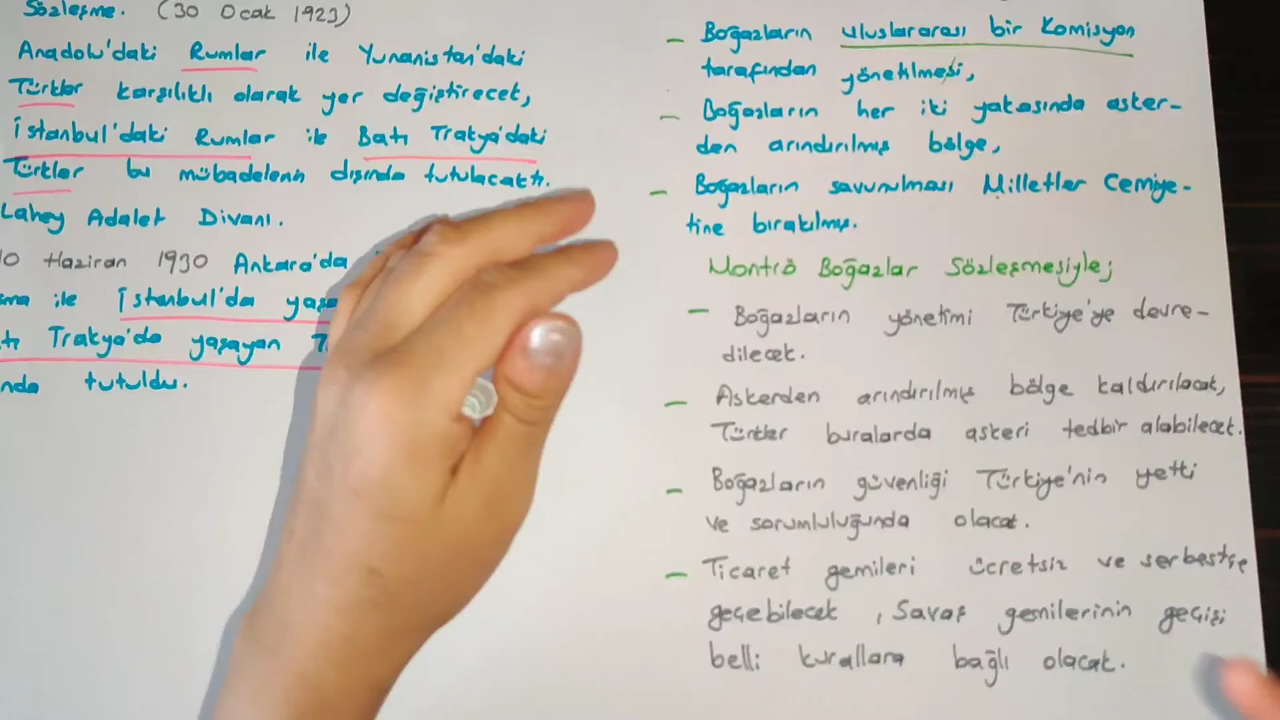 Sözleşme. (30 Ocak 1923)
Anadolu'daki Rumlar ile Yunanistan'daki
Türkler karşılıklı olarak yer değiştirecek,
İstanbul'daki Rumlar ile Batı Trakya'daki
Türkler bu mübadelenin dışında tutulacaktı.
Lahey Adalet Divanı.
10 Haziran 1930 Ankara'da
ile İstanbul'da
Trakya'da yaşayan
tutuldu.
- Boğazların uluslararası bir komisyon
tarafından yönetilmesi,
- Boğazların her iki yakasında asker-
den arındırılmış bölge,
- Boğazların savunulması Milletler Cemiye-
tine bırakılmış.
Montrö Boğazlar Sözleşmesiyle;
- Boğazların yönetimi Türkiye'ye devre-
dilecek.
- Askerden arındırılmış bölge kaldırılacak,
Türkler buralarda askeri tedbir alabilecek.
- Boğazların güvenliği Türkiye'nin yetki
ve sorumluluğunda olacak.
- Ticaret gemileri ücretsiz ve serbestçe
geçebilecek, Savaş gemilerinin geçişi
belli kurallara bağlı olacak.